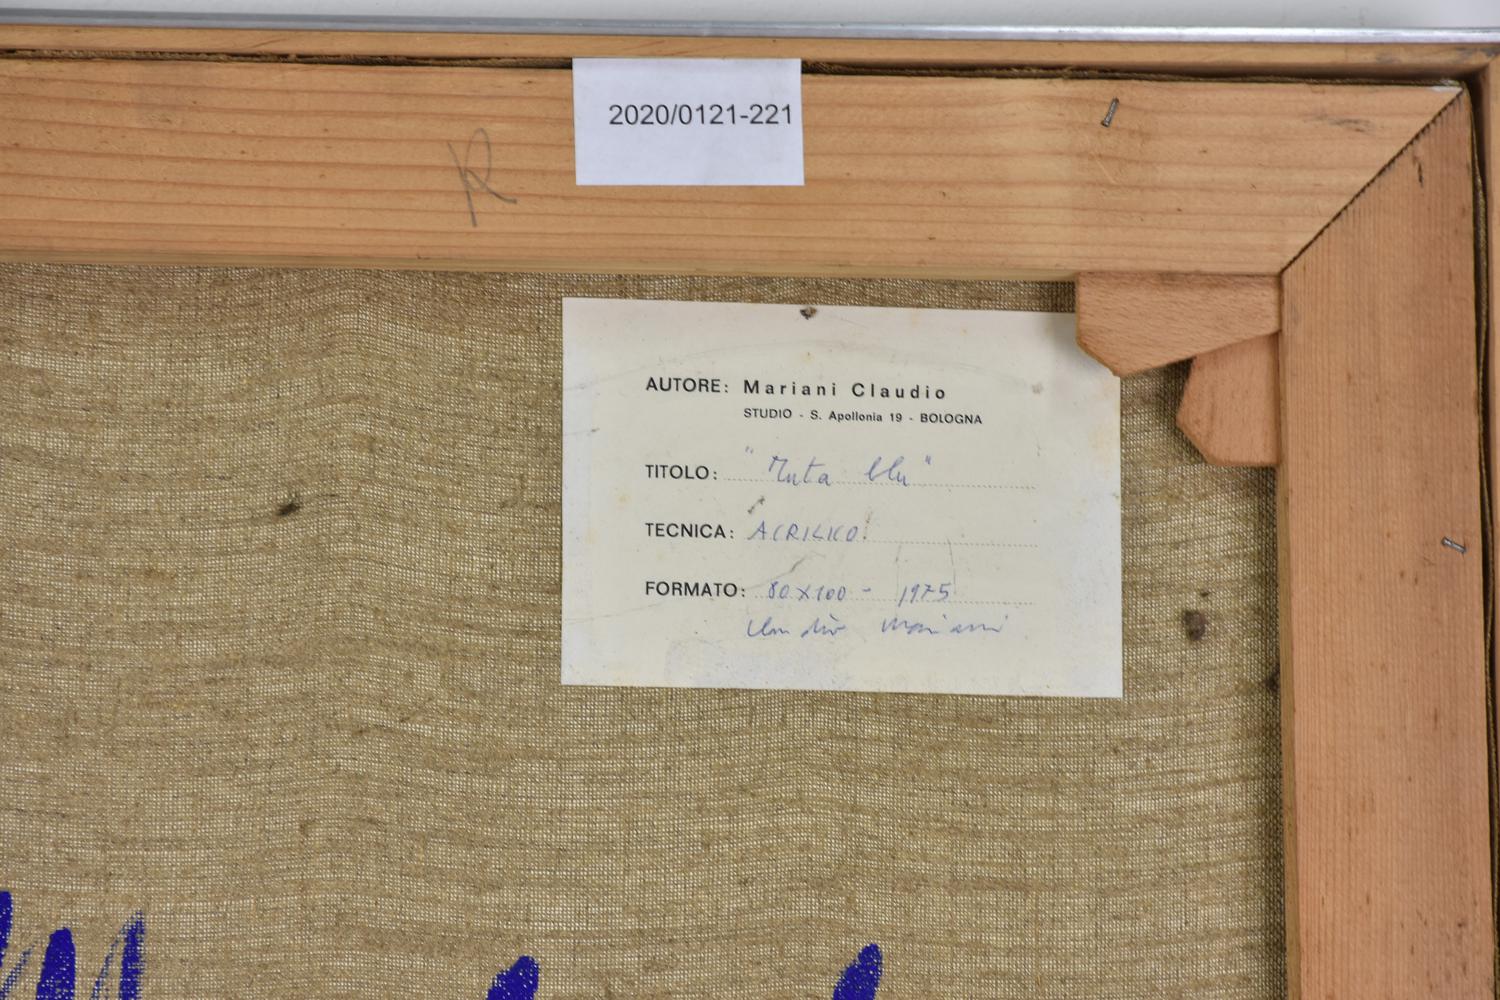 2020/0121-221
R
AUTORE: Mariani Claudio
STUDIO - S. Apollonia 19 - BOLOGNA
TITOLO: "Muta blu"
TECNICA: ACRILICO.
FORMATO: 80x100 - 1975
Claudio Mariani